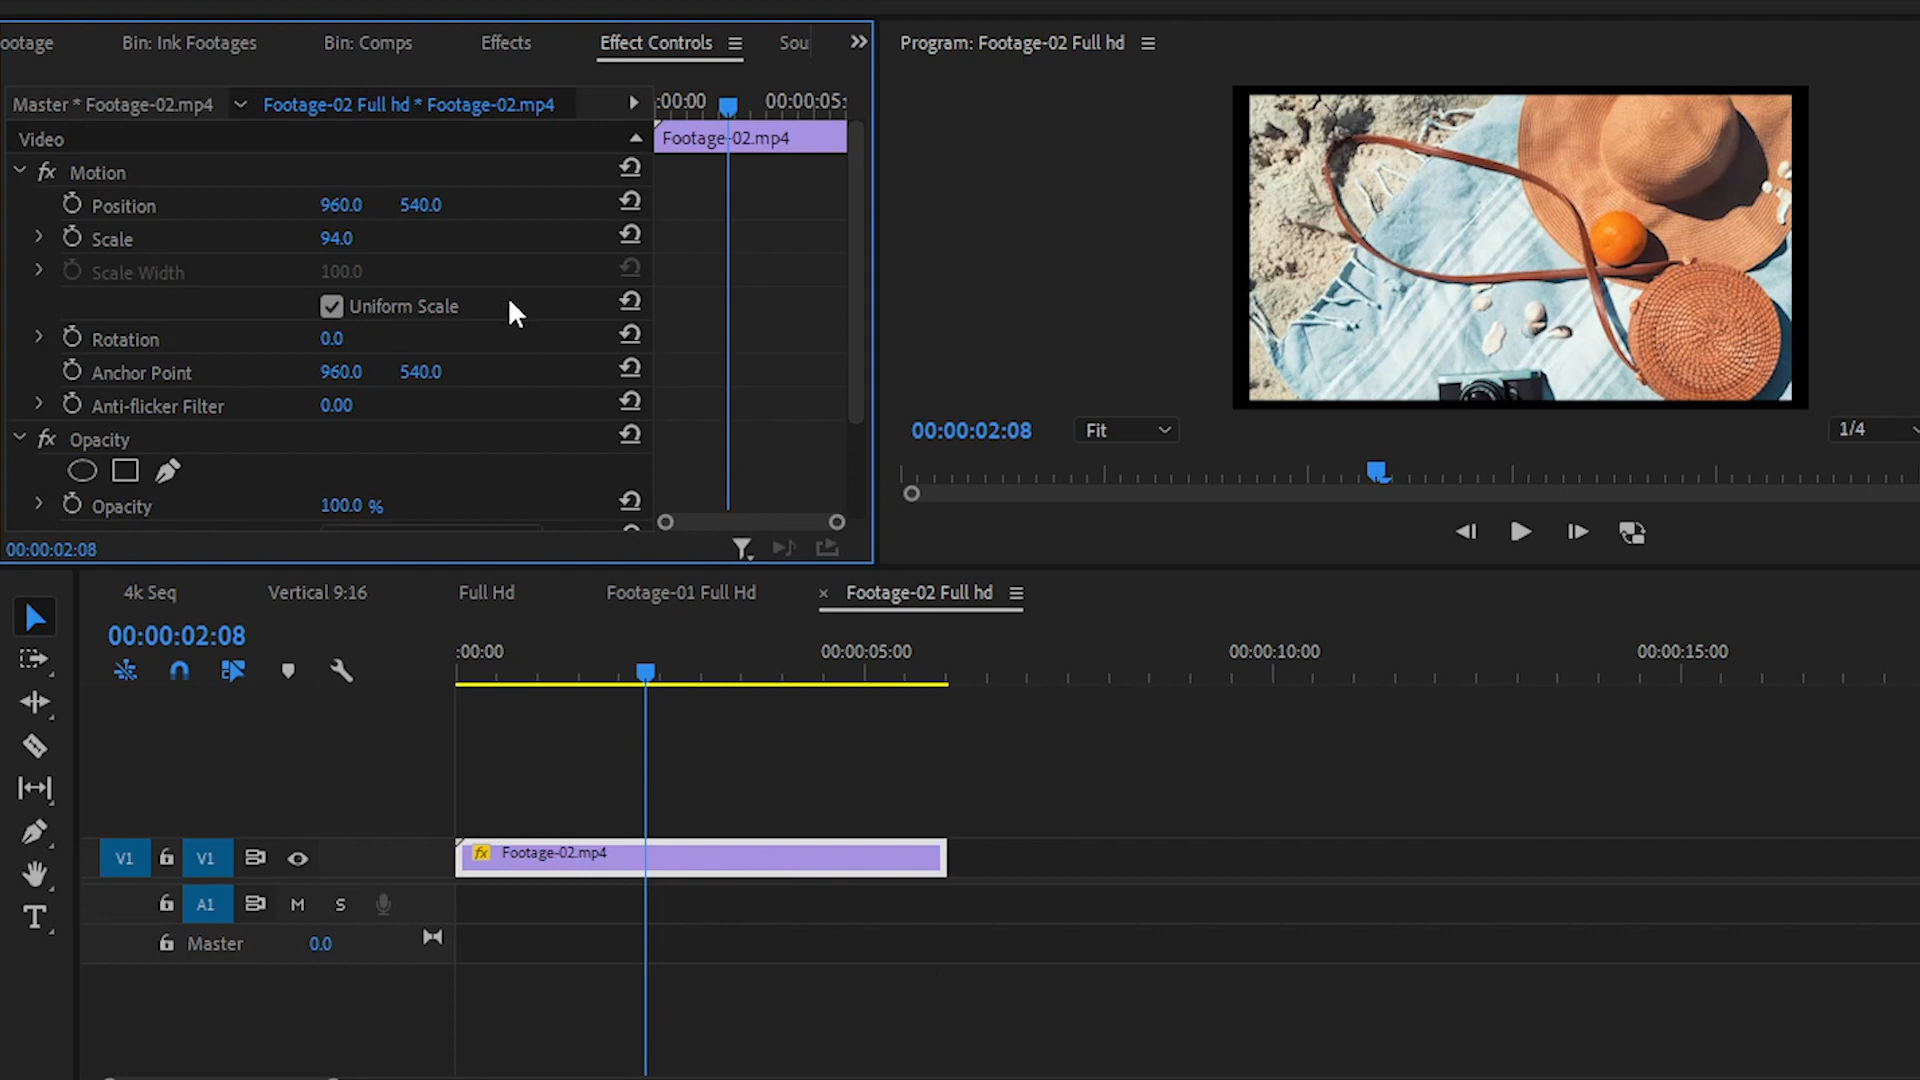 ootage Bin: Ink Footages Bin: Comps Effects Effect Controls Sou
Program: Footage-02 Full hd
Master * Footage-02.mp4 Footage-02 Full hd * Footage-02.mp4
:00:00 00:00:05:
Video
Footage-02.mp4
fx Motion
Position 960.0 540.0
Scale 94.0
Scale Width 100.0
Uniform Scale
Rotation 0.0
Anchor Point 960.0 540.0
Anti-flicker Filter 0.00
fx Opacity
Opacity 100.0 %
00:00:02:08
00:00:02:08 Fit 1/4
4k Seq Vertical 9:16 Full Hd Footage-01 Full Hd × Footage-02 Full hd
00:00:02:08
:00:00 00:00:05:00 00:00:10:00 00:00:15:00
V1 V1
fx Footage-02.mp4
A1 M S
Master 0.0
T